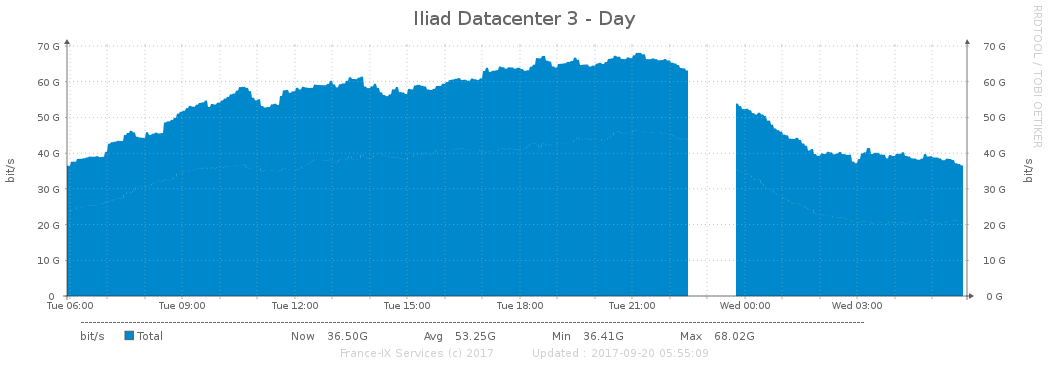 Iliad Datacenter 3 - Day
RRDTOOL / TOBI OETIKER
70 G 70 G
60 G 60 G
50 G 50 G
40 G 40 G
30 G 30 G
20 G 20 G
10 G 10 G
0 0 G
bit/s bit/s
Tue 06:00 Tue 09:00 Tue 12:00 Tue 15:00 Tue 18:00 Tue 21:00 Wed 00:00 Wed 03:00
bit/s Total Now 36.50G Avg 53.25G Min 36.41G Max 68.02G
France-IX Services (c) 2017 Updated : 2017-09-20 05:55:09